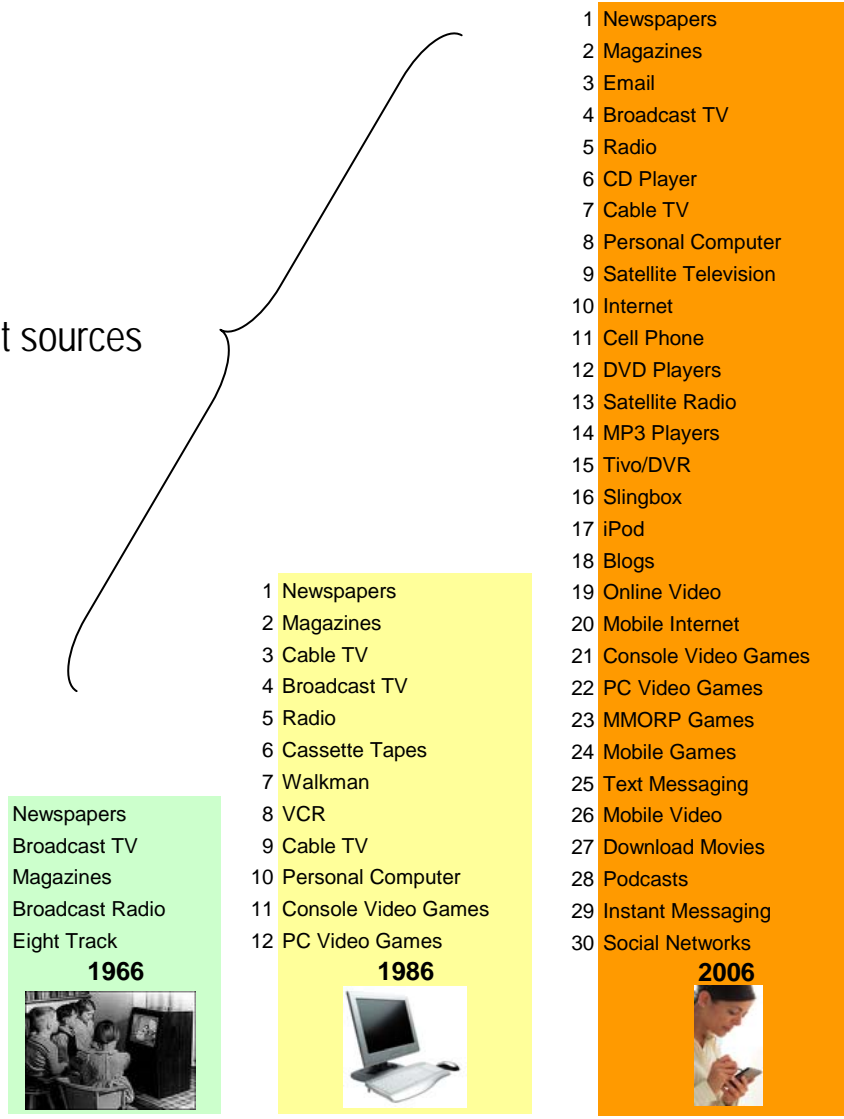 t sources
Newspapers
Broadcast TV
Magazines
Broadcast Radio
Eight Track
1966
1 Newspapers
2 Magazines
3 Cable TV
4 Broadcast TV
5 Radio
6 Cassette Tapes
7 Walkman
8 VCR
9 Cable TV
10 Personal Computer
11 Console Video Games
12 PC Video Games
1986
1 Newspapers
2 Magazines
3 Email
4 Broadcast TV
5 Radio
6 CD Player
7 Cable TV
8 Personal Computer
9 Satellite Television
10 Internet
11 Cell Phone
12 DVD Players
13 Satellite Radio
14 MP3 Players
15 Tivo/DVR
16 Slingbox
17 iPod
18 Blogs
19 Online Video
20 Mobile Internet
21 Console Video Games
22 PC Video Games
23 MMORP Games
24 Mobile Games
25 Text Messaging
26 Mobile Video
27 Download Movies
28 Podcasts
29 Instant Messaging
30 Social Networks
2006